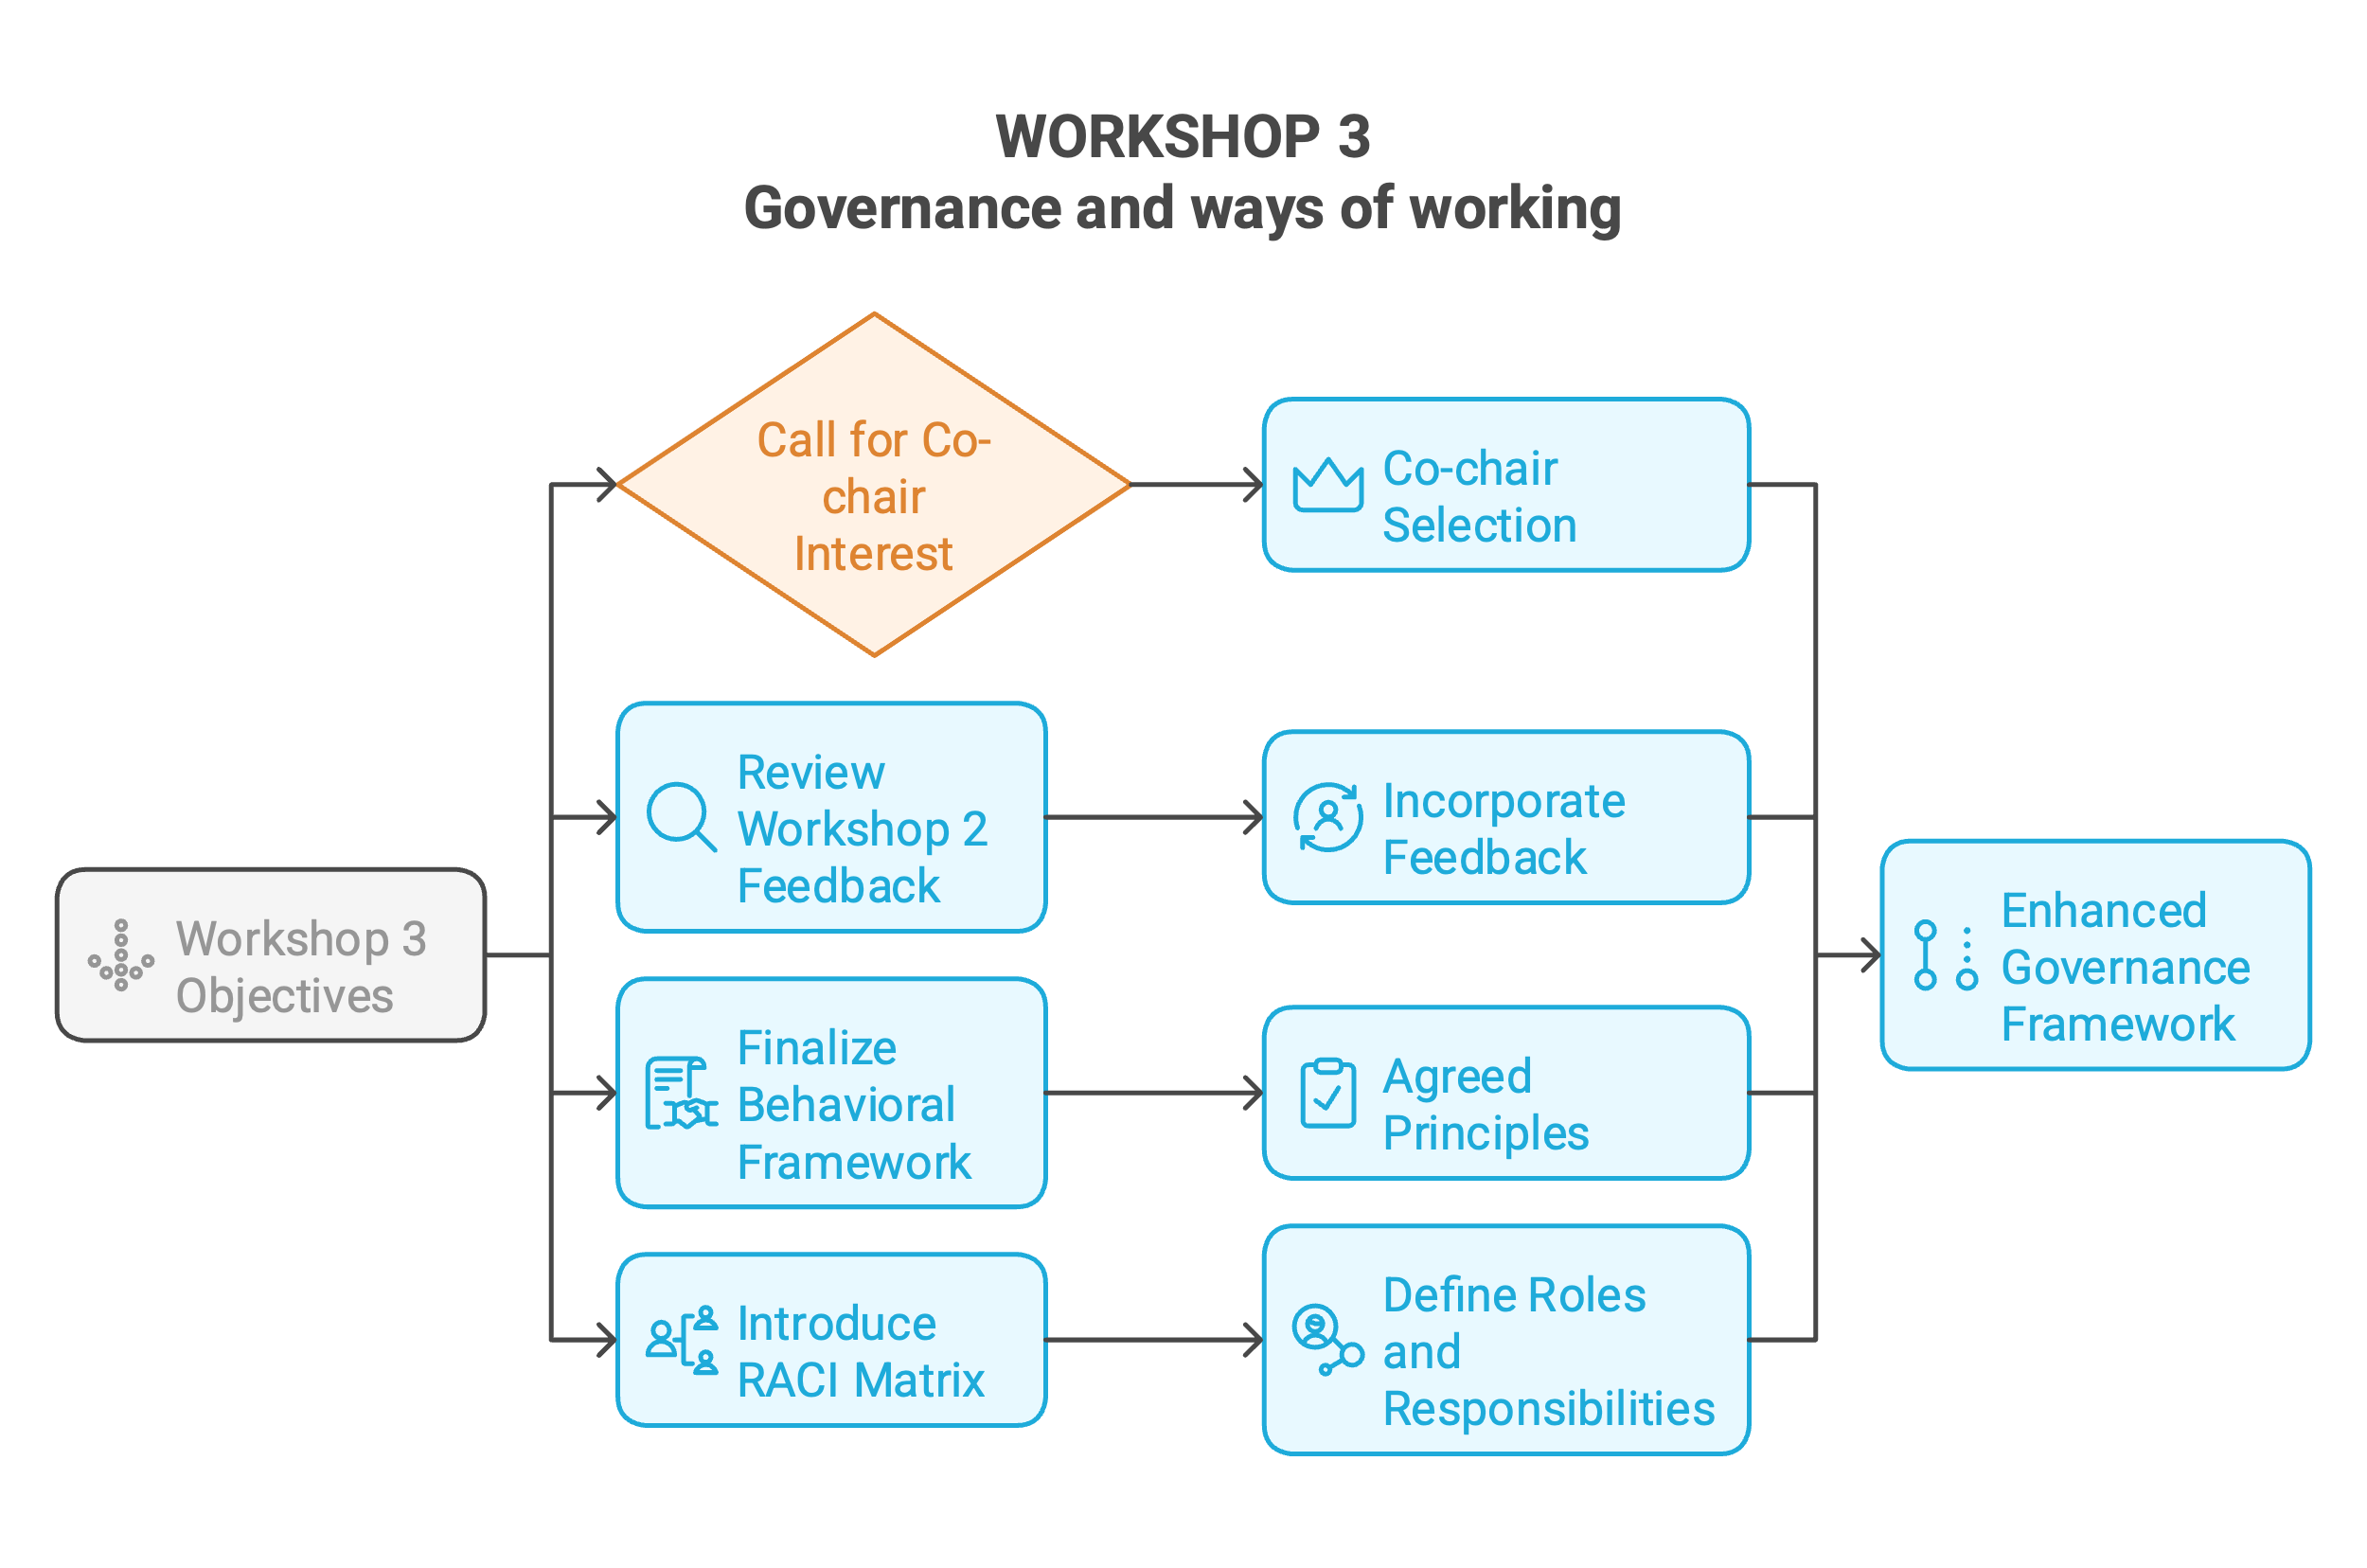 WORKSHOP 3
Governance and ways of working
Call for Co-
chair
Interest
Co-chair
Selection
Review
Workshop 2
Feedback
Incorporate
Feedback
Workshop 3
Objectives
Enhanced
Governance
Framework
Finalize
Behavioral
Framework
Agreed
Principles
Introduce
RACI Matrix
Define Roles
and
Responsibilities